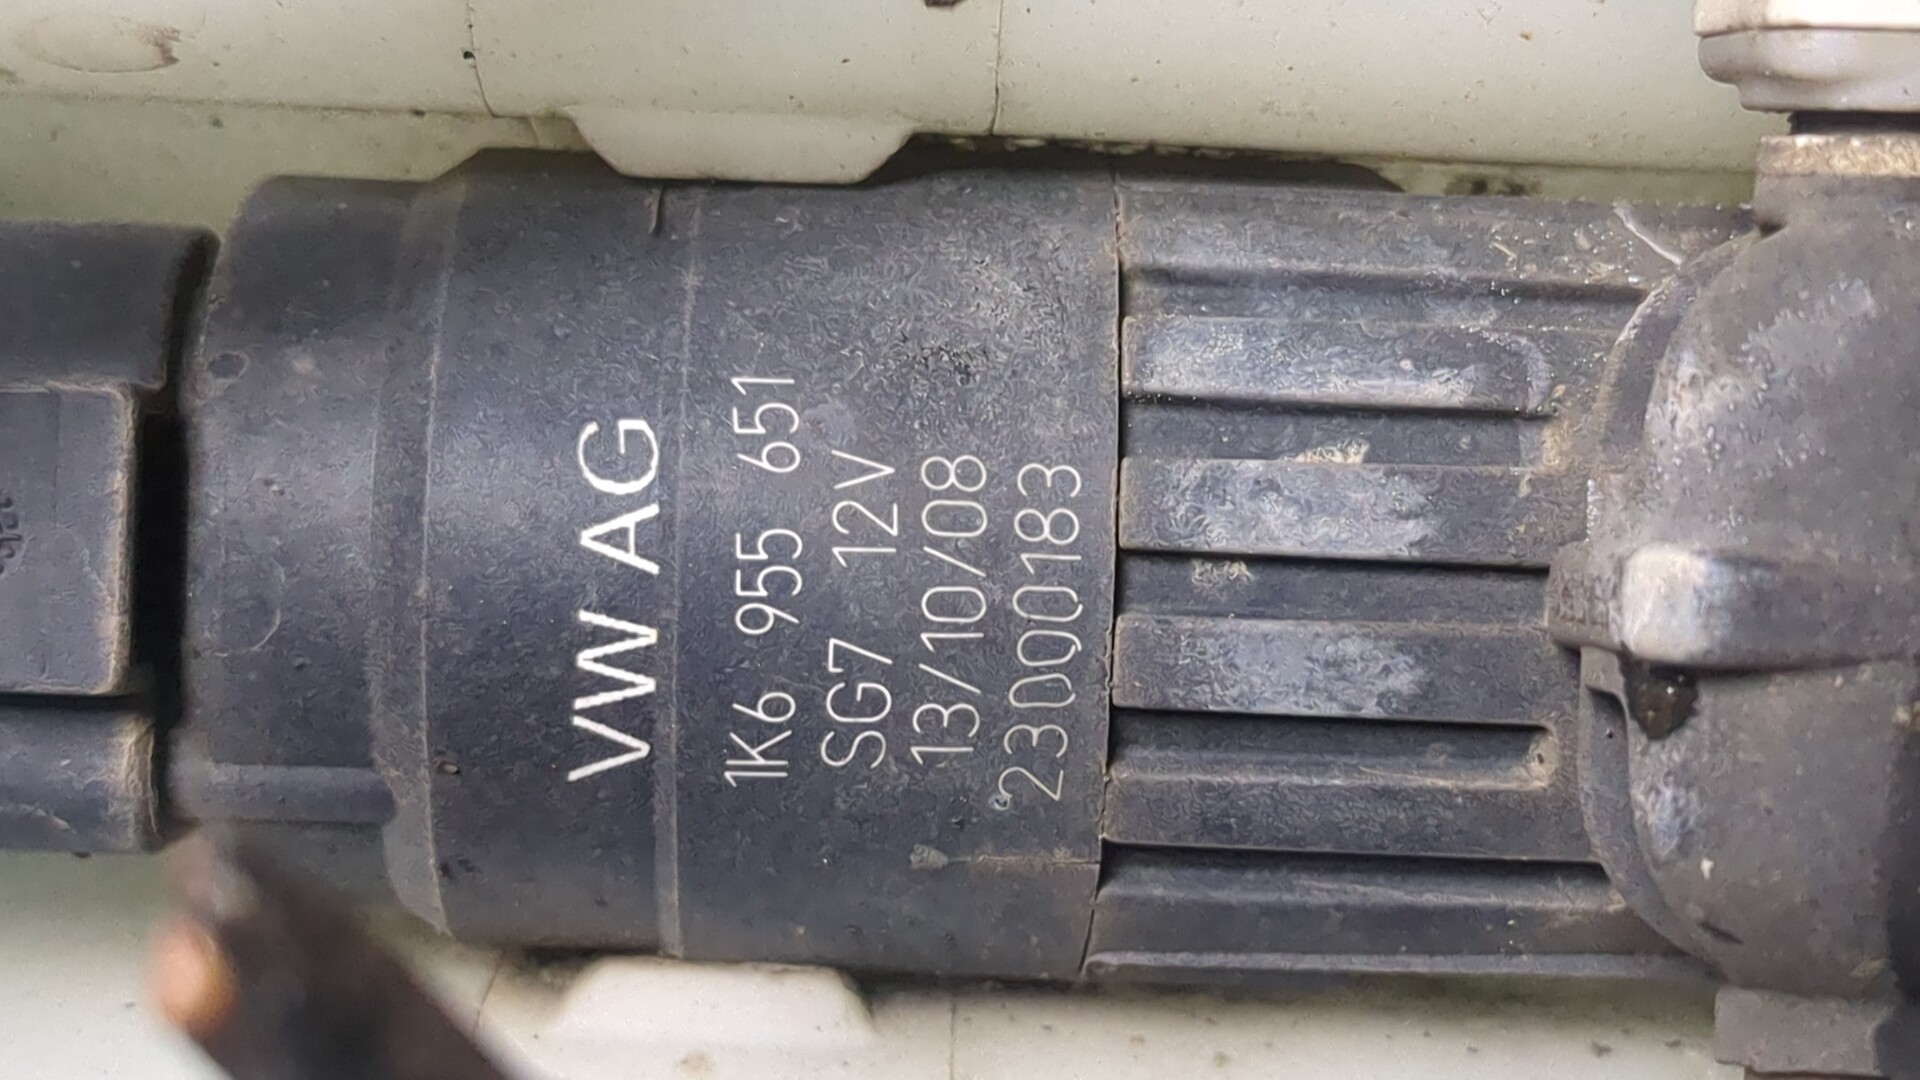 VW AG
1K6 955 651
SG7 12V
13/10/08
23000183